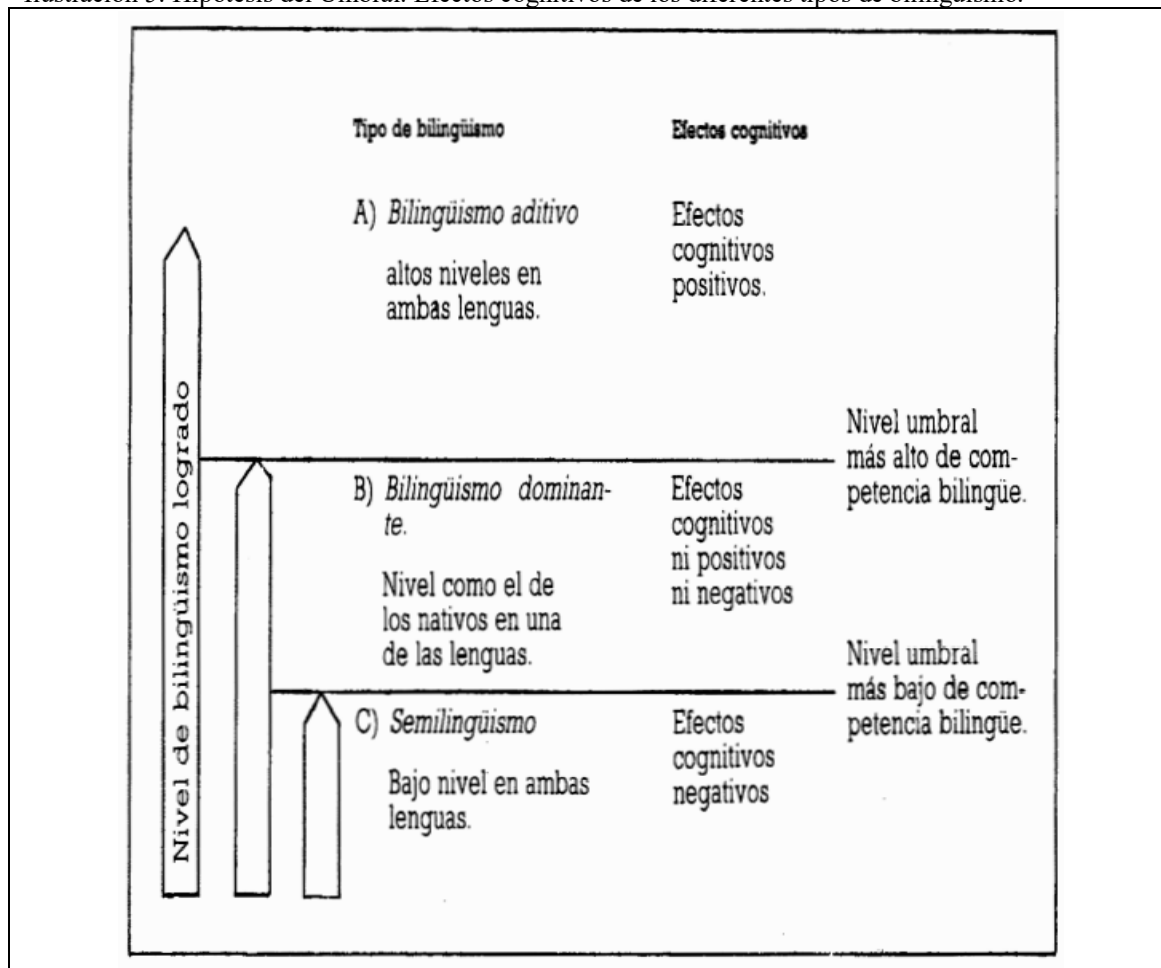 Ilustración 5. Hipótesis del Umbral. Efectos cognitivos de los diferentes tipos de bilingüismo.
Tipo de bilingüismo
Efectos cognitivos
A) Bilingüismo aditivo
altos niveles en
ambas lenguas.
Efectos
cognitivos
positivos.
Nivel umbral
más alto de com-
petencia bilingüe.
B) Bilingüismo dominan-
te.
Nivel como el de
los nativos en una
de las lenguas.
Efectos
cognitivos
ni positivos
ni negativos
Nivel umbral
más bajo de com-
petencia bilingüe.
C) Semilingüismo
Bajo nivel en ambas
lenguas.
Efectos
cognitivos
negativos
Nivel de bilingüismo logrado